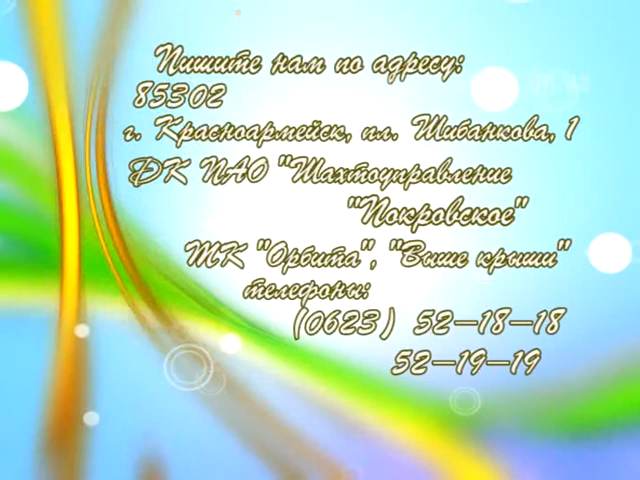 Пишите нам по адресу:
85302
г. Красноармейск, пл. Шибанкова, 1
ДК ПАО "Шахтоуправление
"Покровское"
ТК "Орбита", "Выше крыши"
телефоны:
(0623) 52-18-18
52-19-19